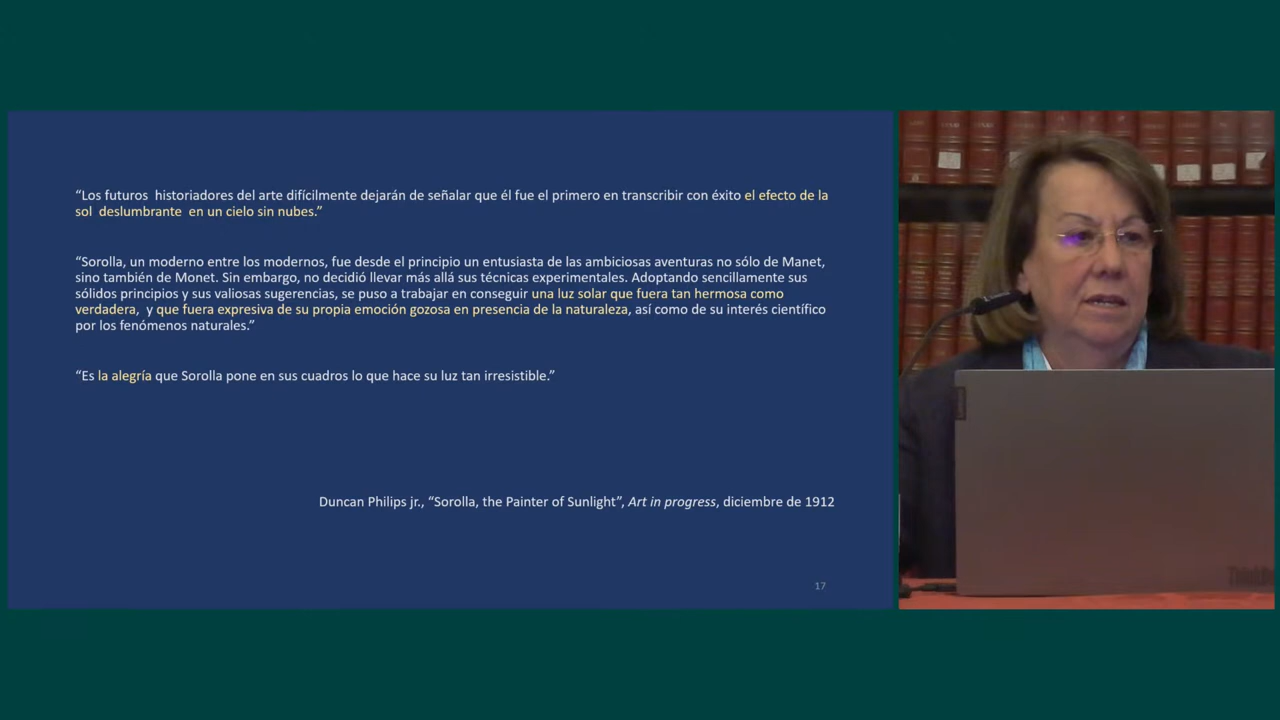 “Los futuros historiadores del arte difícilmente dejarán de señalar que él fue el primero en transcribir con éxito el efecto de la
sol deslumbrante en un cielo sin nubes.”
“Sorolla, un moderno entre los modernos, fue desde el principio un entusiasta de las ambiciosas aventuras no sólo de Manet,
sino también de Monet. Sin embargo, no decidió llevar más allá sus técnicas experimentales. Adoptando sencillamente sus
sólidos principios y sus valiosas sugerencias, se puso a trabajar en conseguir una luz solar que fuera tan hermosa como
verdadera, y que fuera expresiva de su propia emoción gozosa en presencia de la naturaleza, así como de su interés científico
por los fenómenos naturales.”
“Es la alegría que Sorolla pone en sus cuadros lo que hace su luz tan irresistible.”
Duncan Philips jr., “Sorolla, the Painter of Sunlight”, Art in progress, diciembre de 1912
17